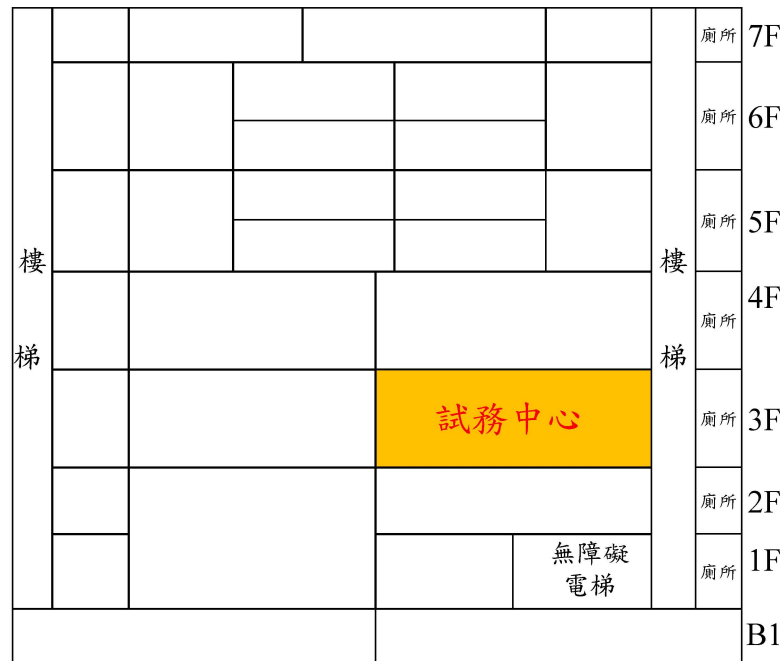 廁所 7F
廁所 6F
廁所 5F
樓 梯
樓 梯
4F
廁所
試務中心
廁所 3F
廁所 2F
無障礙
電梯
廁所 1F
B1